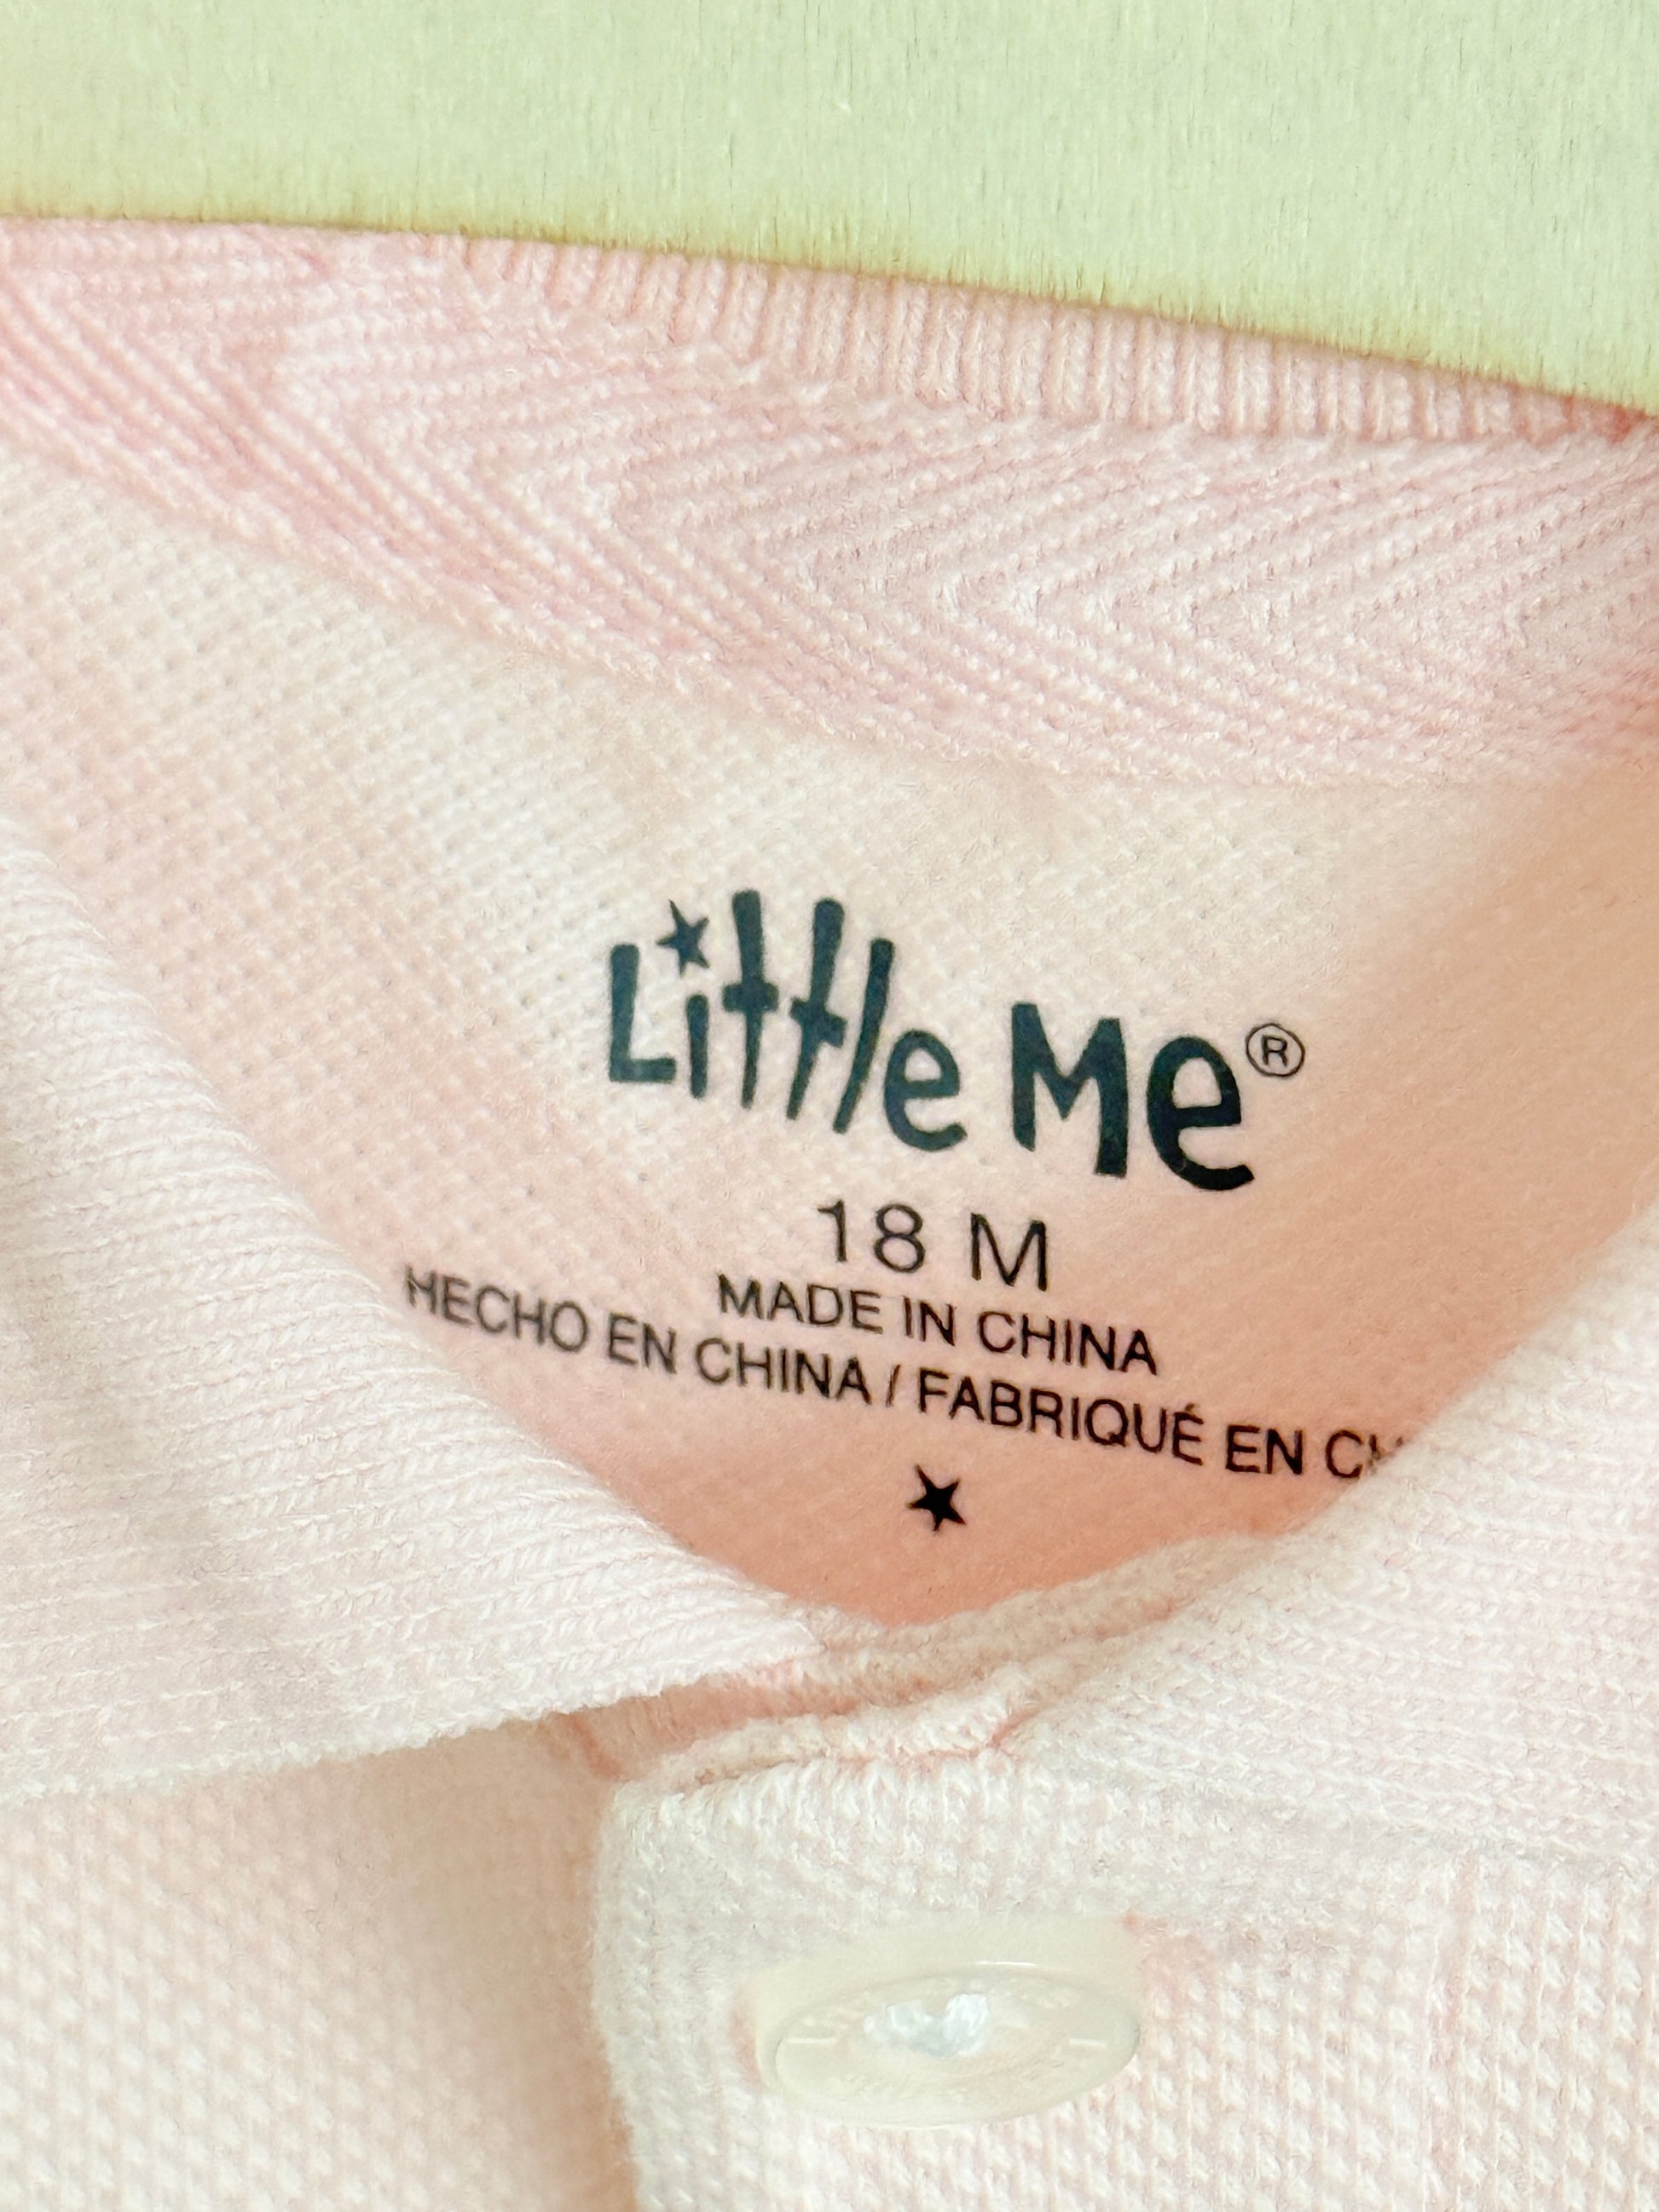 Little Me®
18 M
MADE IN CHINA
HECHO EN CHINA / FABRIQUÉ EN